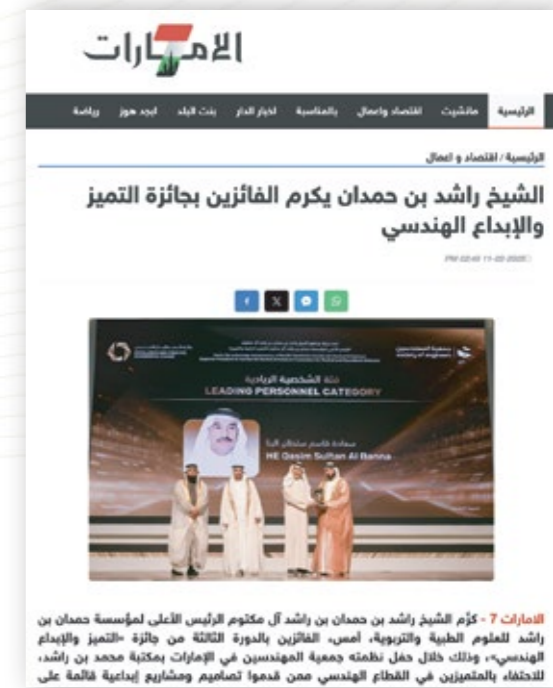 الامارات
الرئيسية مانشيت اقتصاد واعمال بالمناسبة اخبار الدار بنت البلد ابجد هوز رياضة
الرئيسية / اقتصاد و اعمال
الشيخ راشد بن حمدان يكرم الفائزين بجائزة التميز
والإبداع الهندسي
فئة الشخصية الريادية
LEADING PERSONNEL CATEGORY
سعادة قاسم سلطان البنا
HE Qasim Sultan Al Banna
الامارات 7 - كرّم الشيخ راشد بن حمدان بن راشد آل مكتوم الرئيس الأعلى لمؤسسة حمدان بن
راشد للعلوم الطبية والتربوية، أمس، الفائزين بالدورة الثالثة من جائزة «التميز والإبداع
الهندسي»، وذلك خلال حفل نظمته جمعية المهندسين في الإمارات بمكتبة محمد بن راشد،
للاحتفاء بالمتميزين في القطاع الهندسي ممن قدموا تصاميم ومشاريع إبداعية قائمة على